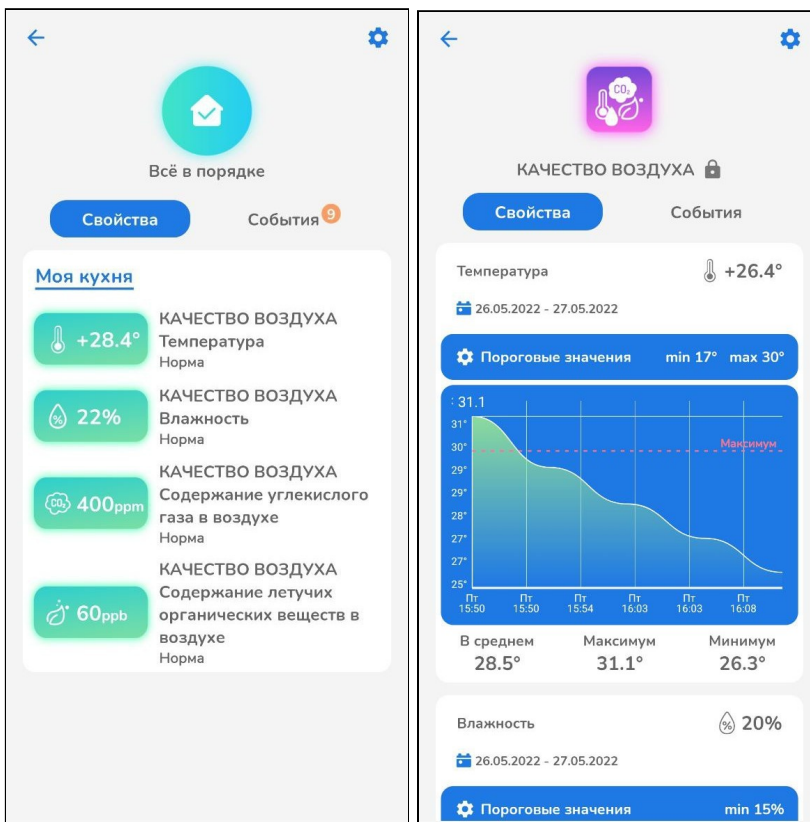 Всё в порядке
Свойства
События 9
Моя кухня
+28.4°
КАЧЕСТВО ВОЗДУХА
Температура
Норма
22%
КАЧЕСТВО ВОЗДУХА
Влажность
Норма
CO₂ 400ppm
КАЧЕСТВО ВОЗДУХА
Содержание углекислого
газа в воздухе
Норма
60ppb
КАЧЕСТВО ВОЗДУХА
Содержание летучих
органических веществ в
воздухе
Норма
CO₂
КАЧЕСТВО ВОЗДУХА
Свойства
События
Температура
+26.4°
26.05.2022 - 27.05.2022
Пороговые значения min 17° max 30°
: 31.1
31°
30°
Максимум
29°
29°
28°
27°
27°
25°
Пт Пт Пт Пт Пт Пт
15:50 15:50 15:54 16:03 16:03 16:08
В среднем Максимум Минимум
28.5° 31.1° 26.3°
Влажность
% 20%
26.05.2022 - 27.05.2022
Пороговые значения min 15%